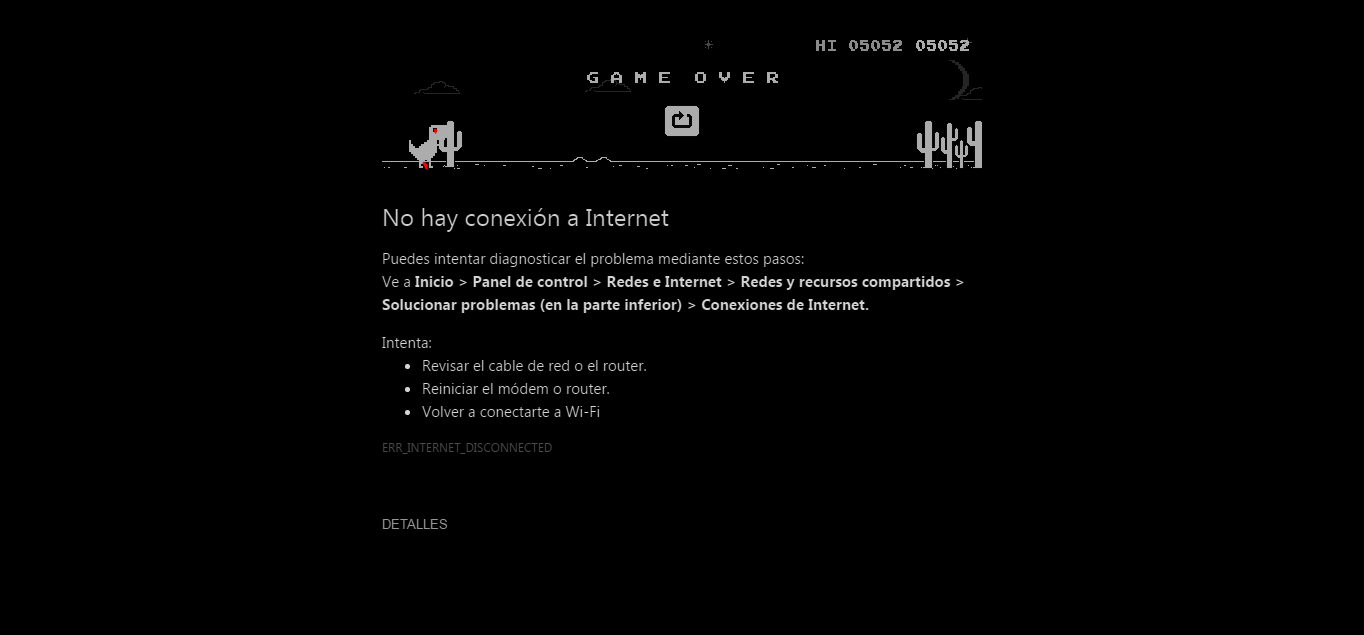 HI 05052 05052
GAME OVER
No hay conexión a Internet
Puedes intentar diagnosticar el problema mediante estos pasos:
Ve a Inicio > Panel de control > Redes e Internet > Redes y recursos compartidos >
Solucionar problemas (en la parte inferior) > Conexiones de Internet.
Intenta:
• Revisar el cable de red o el router.
• Reiniciar el módem o router.
• Volver a conectarte a Wi-Fi
ERR_INTERNET_DISCONNECTED
DETALLES